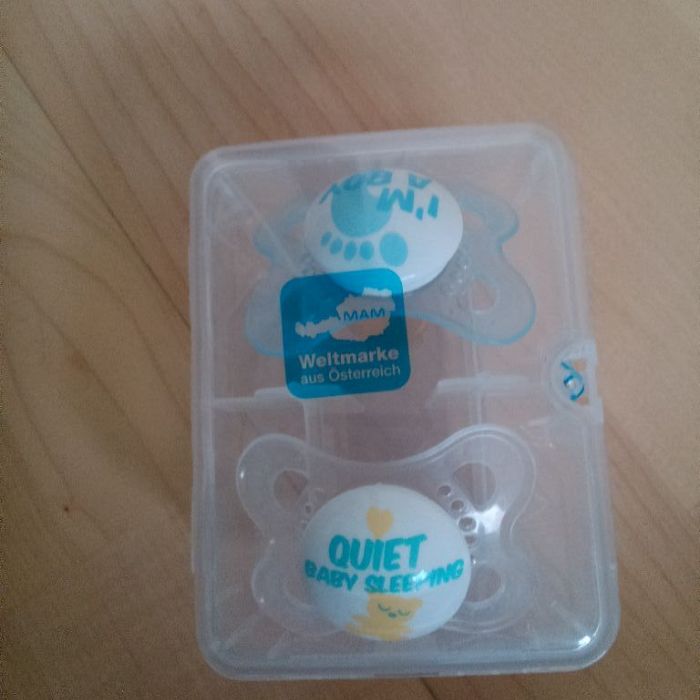 I'M
A BOY
MAM
Weltmarke
aus Österreich
QUIET
BABY SLEEPING